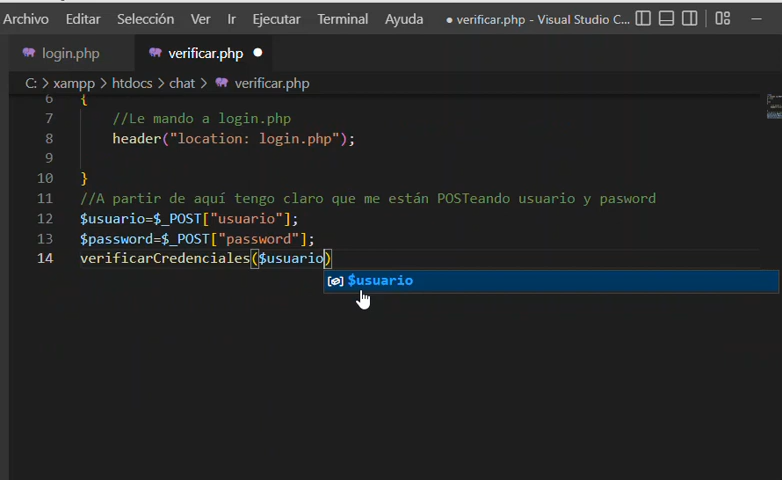 Archivo Editar Selección Ver Ir Ejecutar Terminal Ayuda ● verificar.php - Visual Studio C...
login.php verificar.php ●
C: > xampp > htdocs > chat > verificar.php
6 {
7 //Le mando a login.php
8 header("location: login.php");
9
10 }
11 //A partir de aquí tengo claro que me están POSTeando usuario y pasword
12 $usuario=$_POST["usuario"];
13 $password=$_POST["password"];
14 verificarCredenciales($usuario)
$usuario